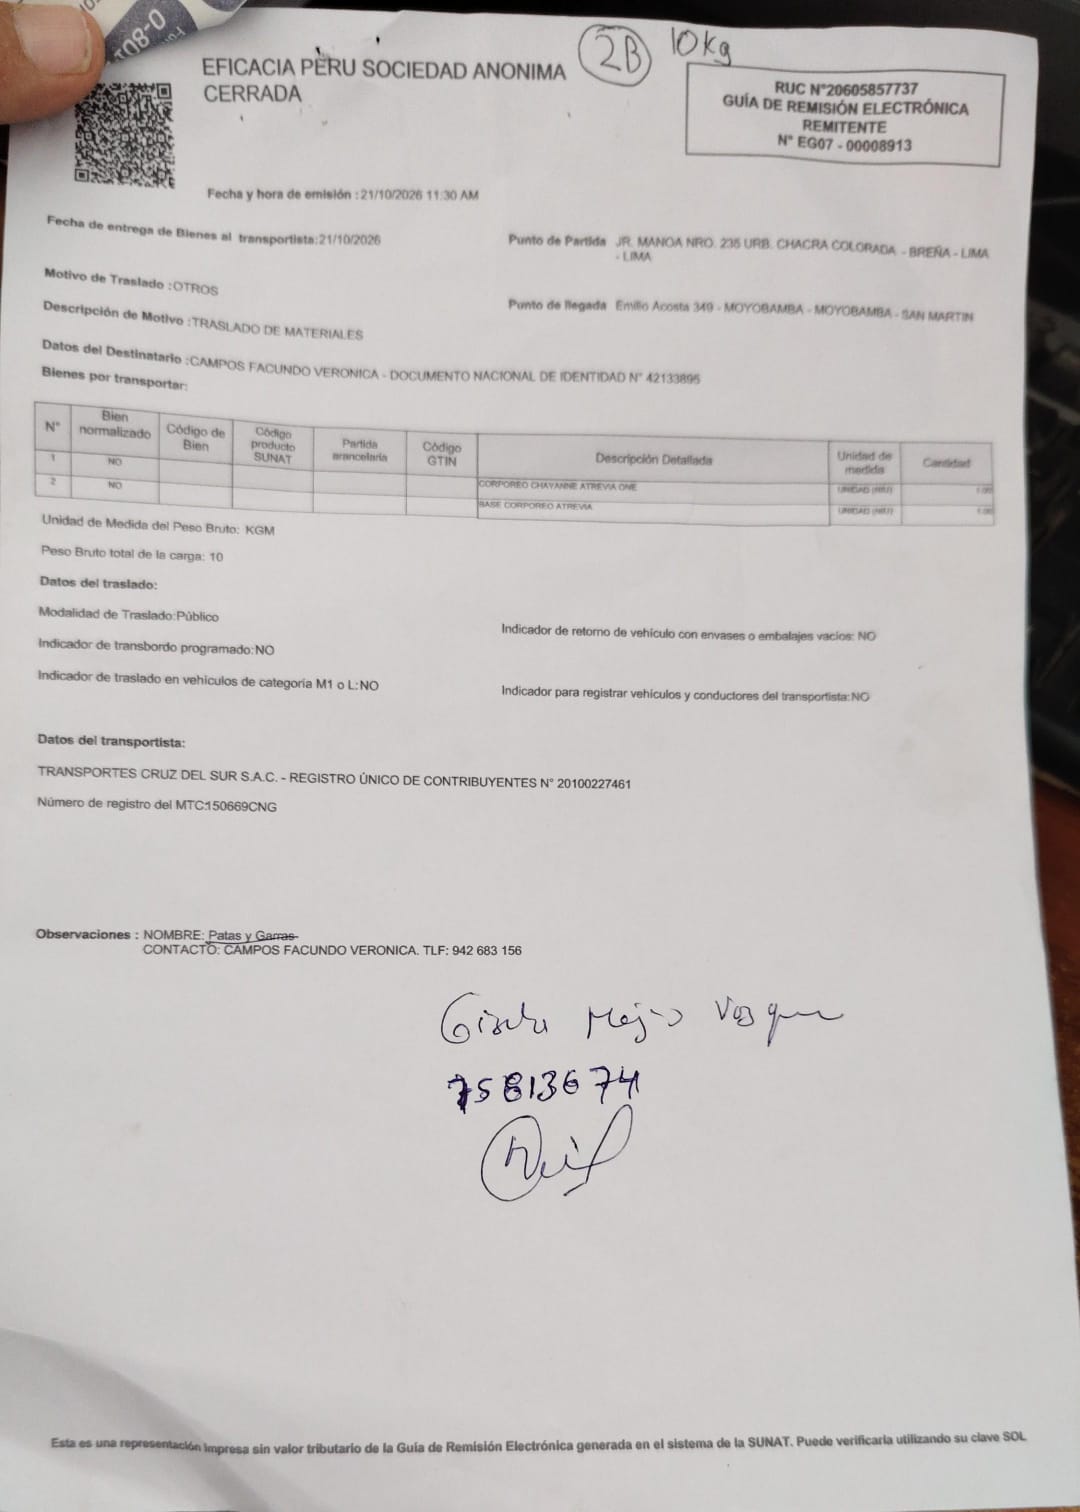 2B 10kg
EFICACIA PERU SOCIEDAD ANONIMA
CERRADA
RUC N°20605857737
GUÍA DE REMISIÓN ELECTRÓNICA
REMITENTE
N° EG07 - 00008913
Fecha y hora de emisión : 21/10/2026 11:30 AM
Fecha de entrega de Bienes al transportista:21/10/2026
Punto de Partida JR. MANOA NRO. 235 URB. CHACRA COLORADA - BREÑA - LIMA
- LIMA
Motivo de Traslado :OTROS
Punto de llegada Emilio Acosta 349 - MOYOBAMBA - MOYOBAMBA - SAN MARTIN
Descripción de Motivo :TRASLADO DE MATERIALES
Datos del Destinatario :CAMPOS FACUNDO VERONICA - DOCUMENTO NACIONAL DE IDENTIDAD N° 42133895
Bienes por transportar:
N° Bien normalizado Código de Bien Código producto SUNAT Partida arancelaria Código GTIN Descripción Detallada Unidad de medida Cantidad
1 NO CORPOREO CHAYANNE ATREVIA ONE UNIDAD (NIU) 1.00
2 NO BASE CORPOREO ATREVIA UNIDAD (NIU) 1.00
Unidad de Medida del Peso Bruto: KGM
Peso Bruto total de la carga: 10
Datos del traslado:
Modalidad de Traslado:Público
Indicador de retorno de vehículo con envases o embalajes vacíos: NO
Indicador de transbordo programado:NO
Indicador de traslado en vehículos de categoría M1 o L:NO
Indicador para registrar vehículos y conductores del transportista:NO
Datos del transportista:
TRANSPORTES CRUZ DEL SUR S.A.C. - REGISTRO ÚNICO DE CONTRIBUYENTES N° 20100227461
Número de registro del MTC:150669CNG
Observaciones : NOMBRE: Patas y Garras
CONTACTO: CAMPOS FACUNDO VERONICA. TLF: 942 683 156
75813674
Esta es una representación impresa sin valor tributario de la Guía de Remisión Electrónica generada en el sistema de la SUNAT. Puede verificarla utilizando su clave SOL